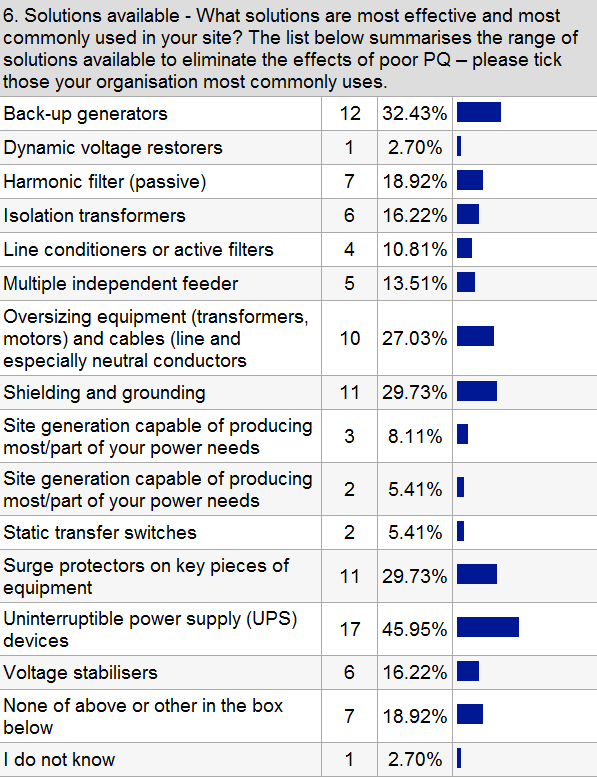 6. Solutions available - What solutions are most effective and most
commonly used in your site? The list below summarises the range of
solutions available to eliminate the effects of poor PQ – please tick
those your organisation most commonly uses.
Back-up generators 12 32.43%
Dynamic voltage restorers 1 2.70%
Harmonic filter (passive) 7 18.92%
Isolation transformers 6 16.22%
Line conditioners or active filters 4 10.81%
Multiple independent feeder 5 13.51%
Oversizing equipment (transformers,
motors) and cables (line and 10 27.03%
especially neutral conductors
Shielding and grounding 11 29.73%
Site generation capable of producing
most/part of your power needs 3 8.11%
Site generation capable of producing
most/part of your power needs 2 5.41%
Static transfer switches 2 5.41%
Surge protectors on key pieces of
equipment 11 29.73%
Uninterruptible power supply (UPS)
devices 17 45.95%
Voltage stabilisers 6 16.22%
None of above or other in the box
below 7 18.92%
I do not know 1 2.70%